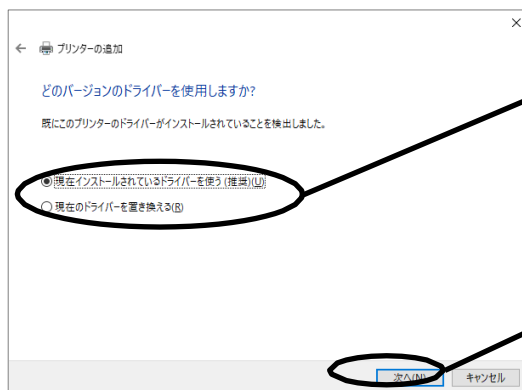 プリンターの追加
どのバージョンのドライバーを使用しますか?
既にこのプリンターのドライバーがインストールされていることを検出しました。
現在インストールされているドライバーを使う (推奨)(U)
現在のドライバーを置き換える(R)
次へ(N)
キャンセル